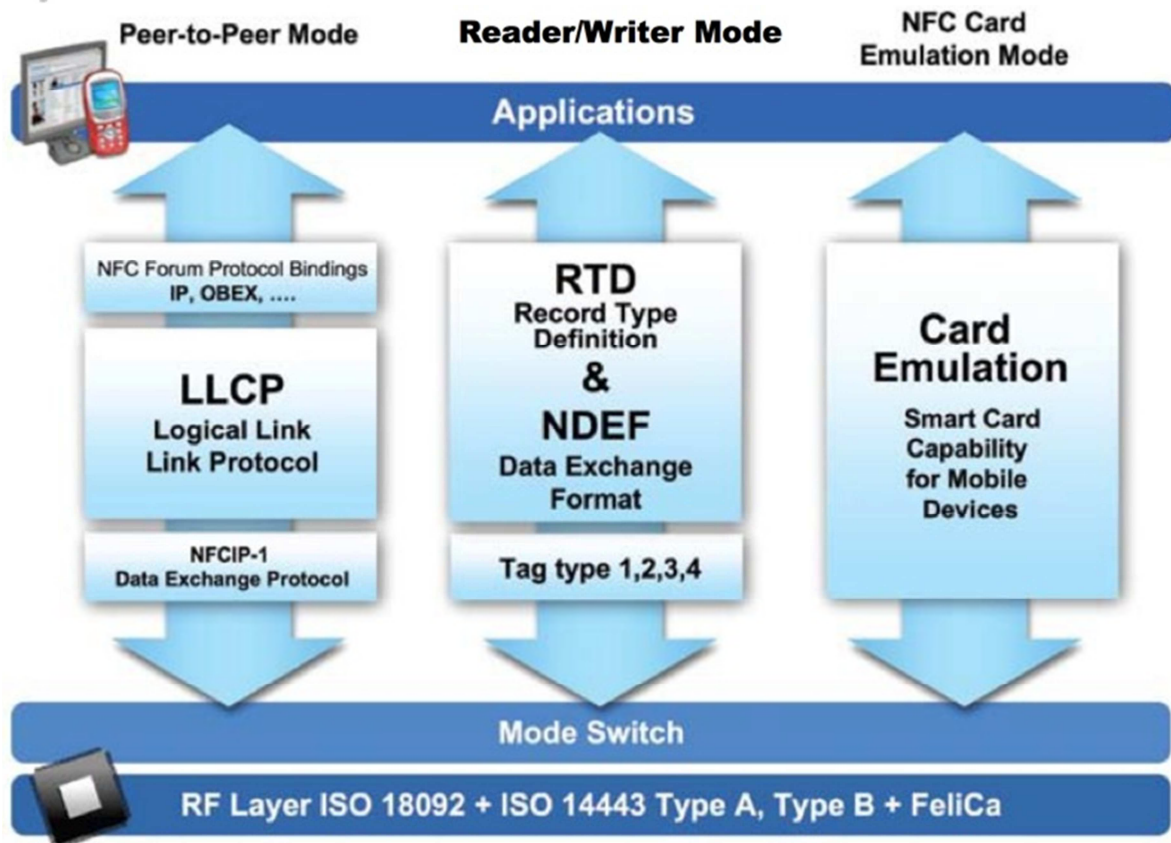 Peer-to-Peer Mode
Reader/Writer Mode
NFC Card
Emulation Mode
Applications
NFC Forum Protocol Bindings
IP, OBEX, ....
LLCP
Logical Link
Link Protocol
NFCIP-1
Data Exchange Protocol
RTD
Record Type
Definition
&
NDEF
Data Exchange
Format
Tag type 1,2,3,4
Card
Emulation
Smart Card
Capability
for Mobile
Devices
Mode Switch
RF Layer ISO 18092 + ISO 14443 Type A, Type B + FeliCa